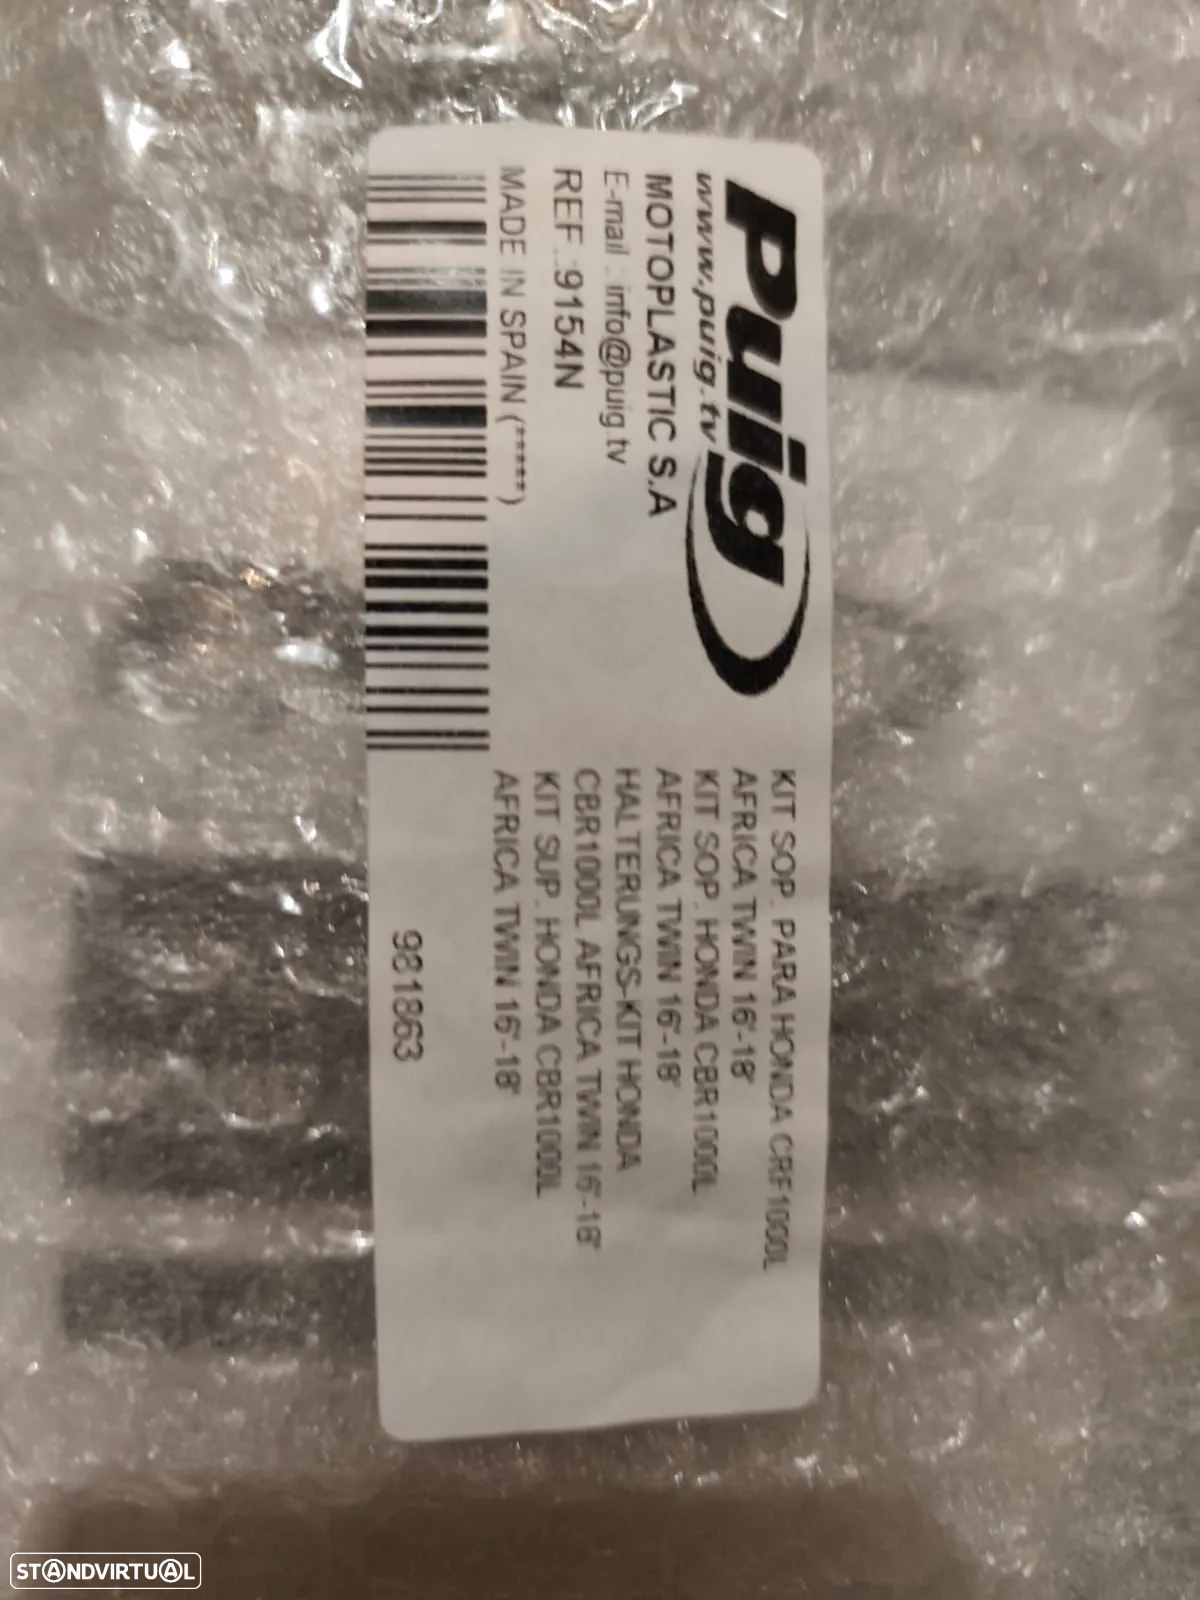 Puig
www.puig.tv
MOTOPLASTIC S.A
E-mail : info@puig.tv
REF.:9154N
MADE IN SPAIN (*****)
KIT SOP. PARA HONDA CRF1000L
AFRICA TWIN 16'-18'
KIT SOP. HONDA CBR1000L
AFRICA TWIN 16'-18'
HALTERUNGS-KIT HONDA
CBR1000L AFRICA TWIN 16'-18'
KIT SUP. HONDA CBR1000L
AFRICA TWIN 16'-18'
981863
STANDVIRTUAL